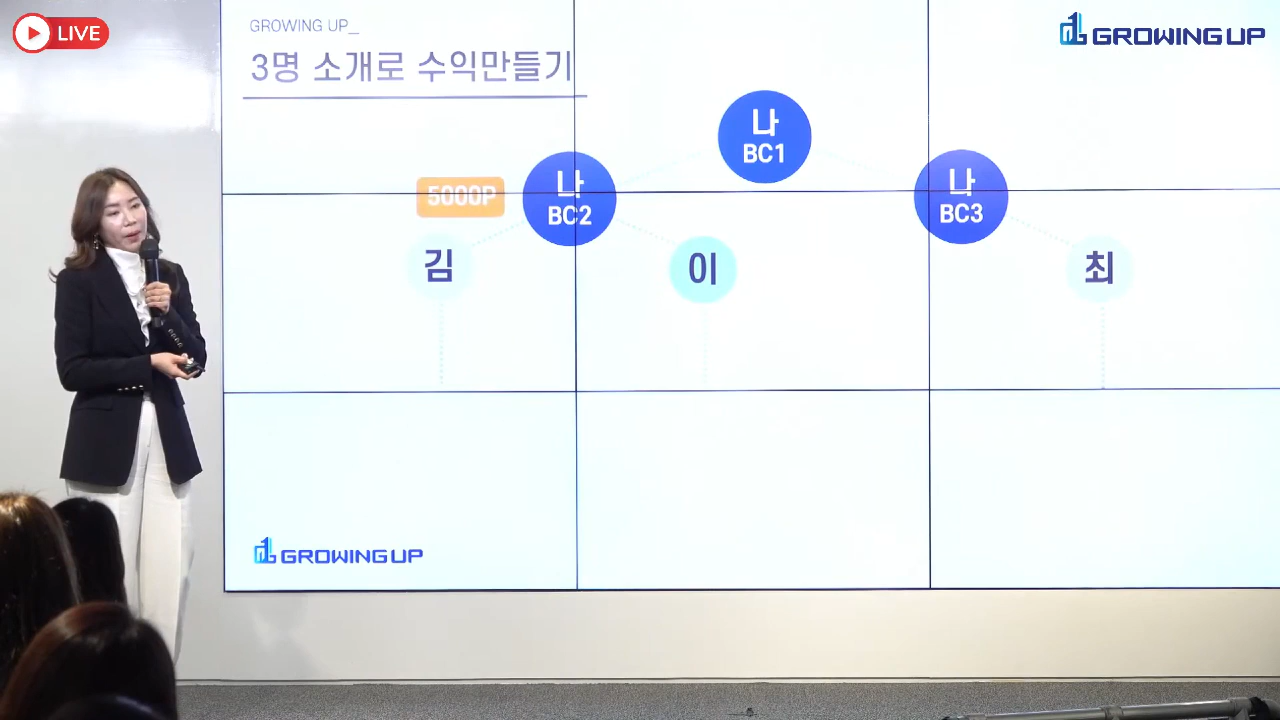 LIVE
GROWING UP_
GROWING UP
3명 소개로 수익만들기
나
BC1
5000P
나
BC2
나
BC3
김
이
최
GROWING UP